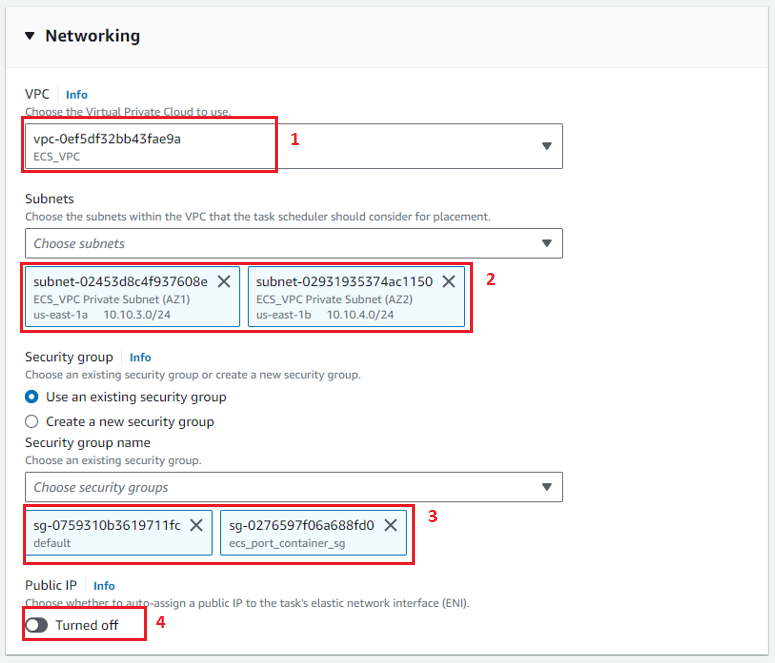 Networking
VPC Info
Choose the Virtual Private Cloud to use.
vpc-0ef5df32bb43fae9a
ECS_VPC
1
Subnets
Choose the subnets within the VPC that the task scheduler should consider for placement.
Choose subnets
subnet-02453d8c4f937608e
ECS_VPC Private Subnet (AZ1)
us-east-1a 10.10.3.0/24
subnet-02931935374ac1150
ECS_VPC Private Subnet (AZ2)
us-east-1b 10.10.4.0/24
2
Security group Info
Choose an existing security group or create a new security group.
Use an existing security group
Create a new security group
Security group name
Choose an existing security group.
Choose security groups
sg-0759310b3619711fc
default
sg-0276597f06a688fd0
ecs_port_container_sg
3
Public IP Info
Choose whether to auto-assign a public IP to the task's elastic network interface (ENI).
Turned off
4